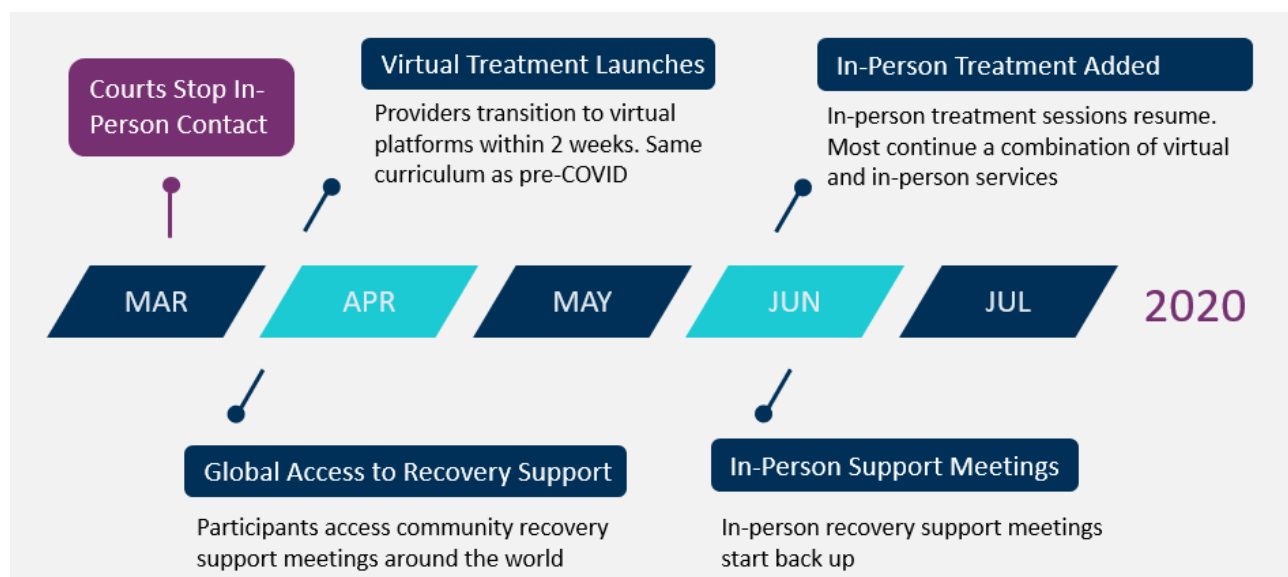 Courts Stop In-
Person Contact
Virtual Treatment Launches
Providers transition to virtual
platforms within 2 weeks. Same
curriculum as pre-COVID
In-Person Treatment Added
In-person treatment sessions resume.
Most continue a combination of virtual
and in-person services
MAR
APR
MAY
JUN
JUL
2020
Global Access to Recovery Support
Participants access community recovery
support meetings around the world
In-Person Support Meetings
In-person recovery support meetings
start back up